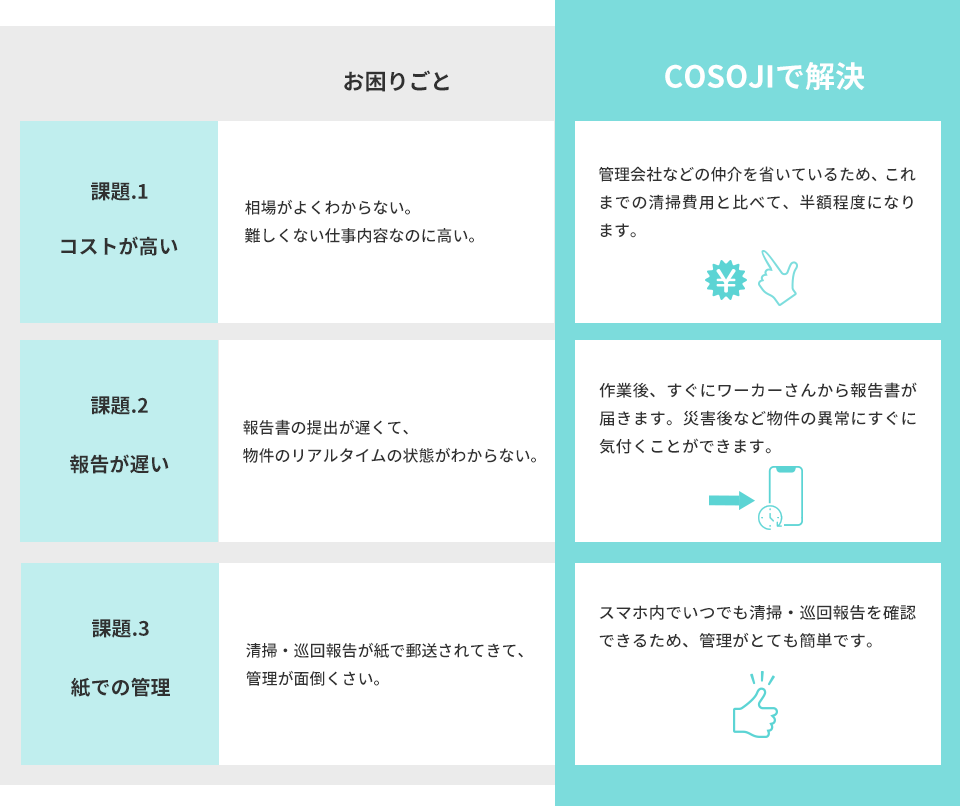 お困りごと
COSOJIで解決
課題.1
コストが高い
相場がよくわからない。
難しくない仕事内容なのに高い。
管理会社などの仲介を省いているため、これ
までの清掃費用と比べて、半額程度になり
ます。
¥
課題.2
報告が遅い
報告書の提出が遅くて、
物件のリアルタイムの状態がわからない。
作業後、すぐにワーカーさんから報告書が
届きます。災害後など物件の異常にすぐに
気付くことができます。
課題.3
紙での管理
清掃・巡回報告が紙で郵送されてきて、
管理が面倒くさい。
スマホ内でいつでも清掃・巡回報告を確認
できるため、管理がとても簡単です。